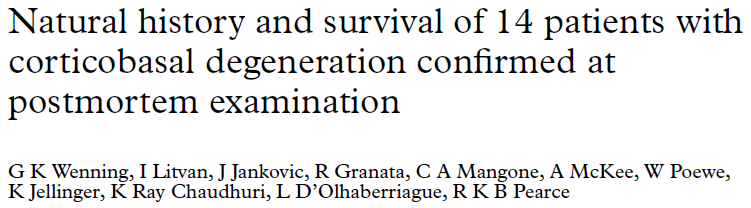 Natural history and survival of 14 patients with
corticobasal degeneration confirmed at
postmortem examination
G K Wenning, I Litvan, J Jankovic, R Granata, C A Mangone, A McKee, W Poewe,
K Jellinger, K Ray Chaudhuri, L D’Olhaberriague, R K B Pearce